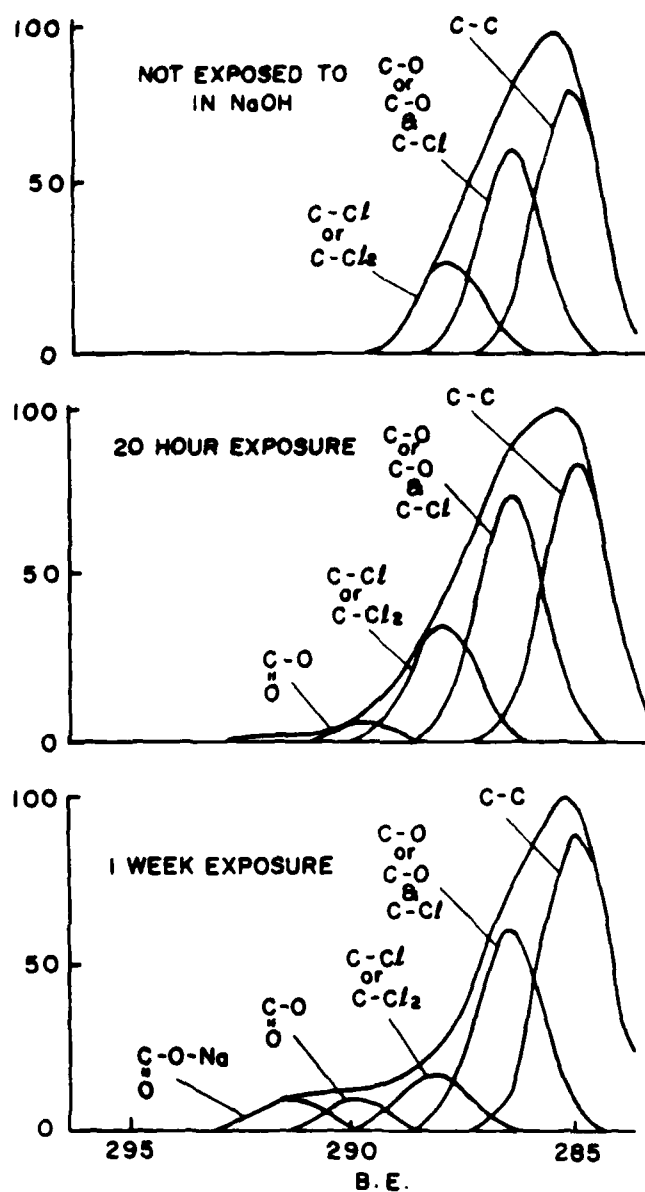 100
50
0
NOT EXPOSED TO
IN NaOH
C-C
C-O
or
C-O
&
C-Cl
C-Cl
or
C-Cl2
100
50
0
20 HOUR EXPOSURE
C-C
C-O
or
C-O
&
C-Cl
C-Cl
or
C-Cl2
C-O
O
100
50
0
1 WEEK EXPOSURE
C-C
C-O
or
C-O
&
C-Cl
C-Cl
or
C-Cl2
C-O
O
C-O-Na
O
295
290
285
B.E.